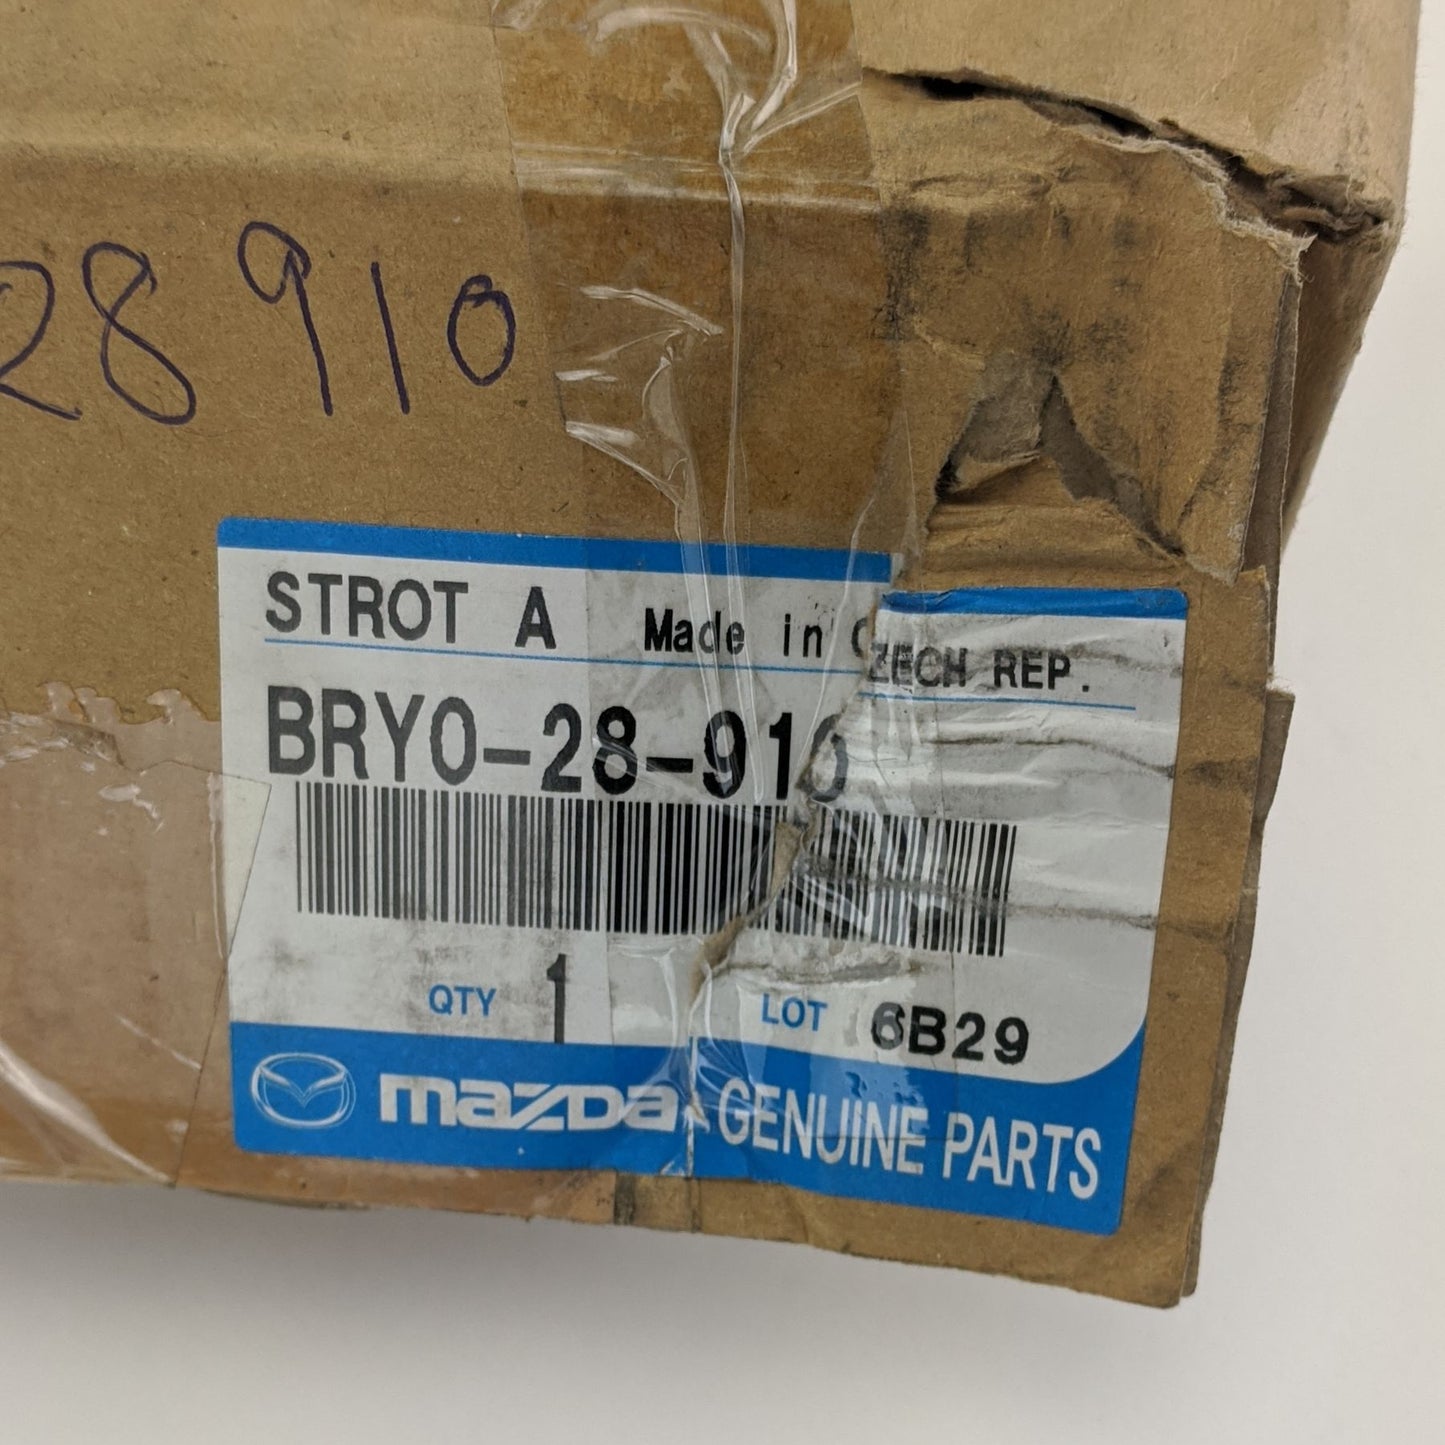 28910
STROT A Made in CZECH REP.
BRY0-28-910
QTY 1 LOT 6B29
mazda GENUINE PARTS